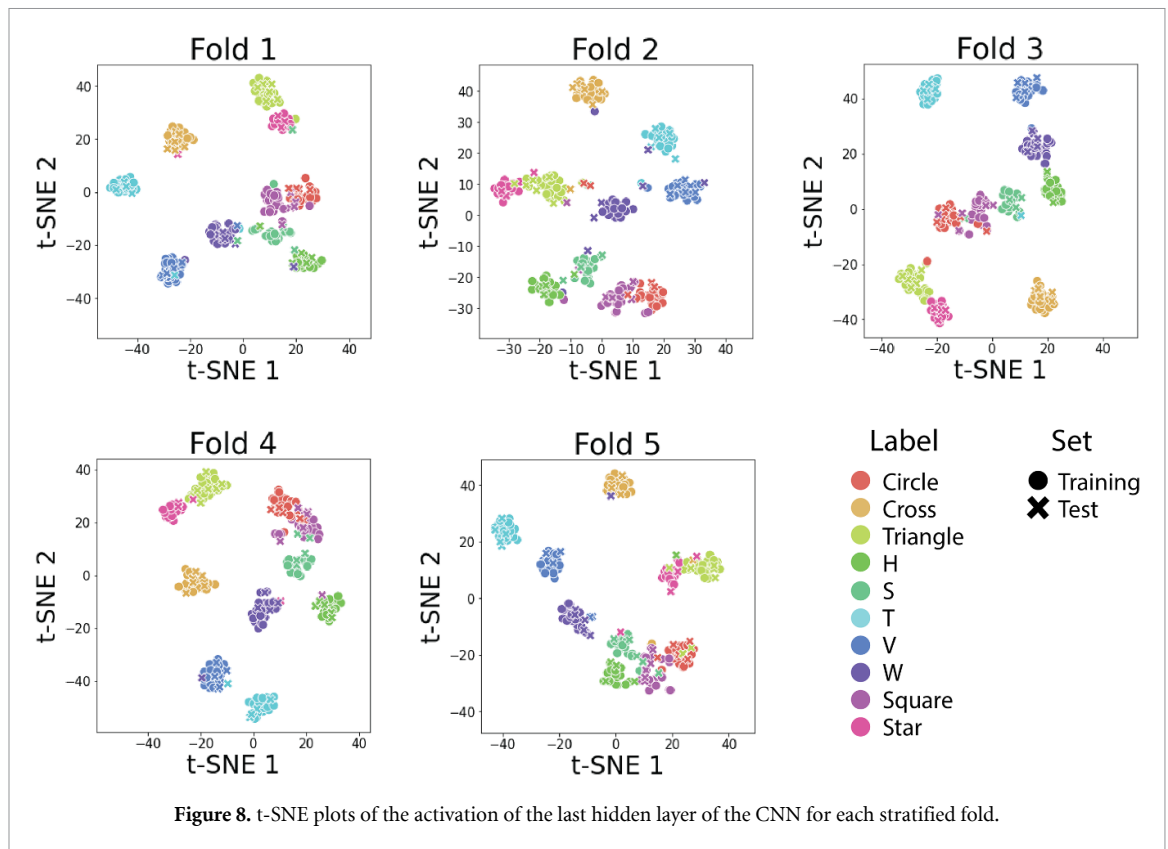 Fold 1
Fold 2
Fold 3
t-SNE 2
40
20
0
−20
−40
−40
−20
0
20
40
t-SNE 1
t-SNE 2
40
30
20
10
0
−10
−20
−30
−30
−20
−10
0
10
20
30
40
t-SNE 1
t-SNE 2
40
20
0
−20
−40
−40
−20
0
20
40
t-SNE 1
Fold 4
Fold 5
t-SNE 2
40
20
0
−20
−40
−40
−20
0
20
40
t-SNE 1
t-SNE 2
40
20
0
−20
−40
−40
−20
0
20
40
t-SNE 1
Label
Circle
Cross
Triangle
H
S
T
V
W
Square
Star
Set
Training
Test
Figure 8. t-SNE plots of the activation of the last hidden layer of the CNN for each stratified fold.